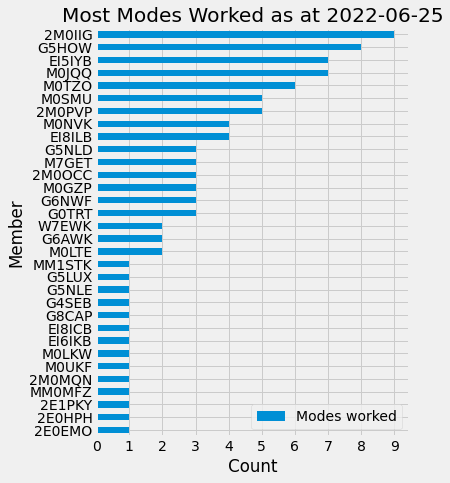 Most Modes Worked as at 2022-06-25
2M0IIG
G5HOW
EI5IYB
M0JQQ
M0TZO
M0SMU
2M0PVP
M0NVK
EI8ILB
G5NLD
M7GET
2M0OCC
M0GZP
G6NWF
G0TRT
W7EWK
G6AWK
M0LTE
MM1STK
G5LUX
G5NLE
G4SEB
G8CAP
EI8ICB
EI6IKB
M0LKW
M0UKF
2M0MQN
MM0MFZ
2E1PKY
2E0HPH
2E0EMO
Member
Modes worked
0 1 2 3 4 5 6 7 8 9
Count